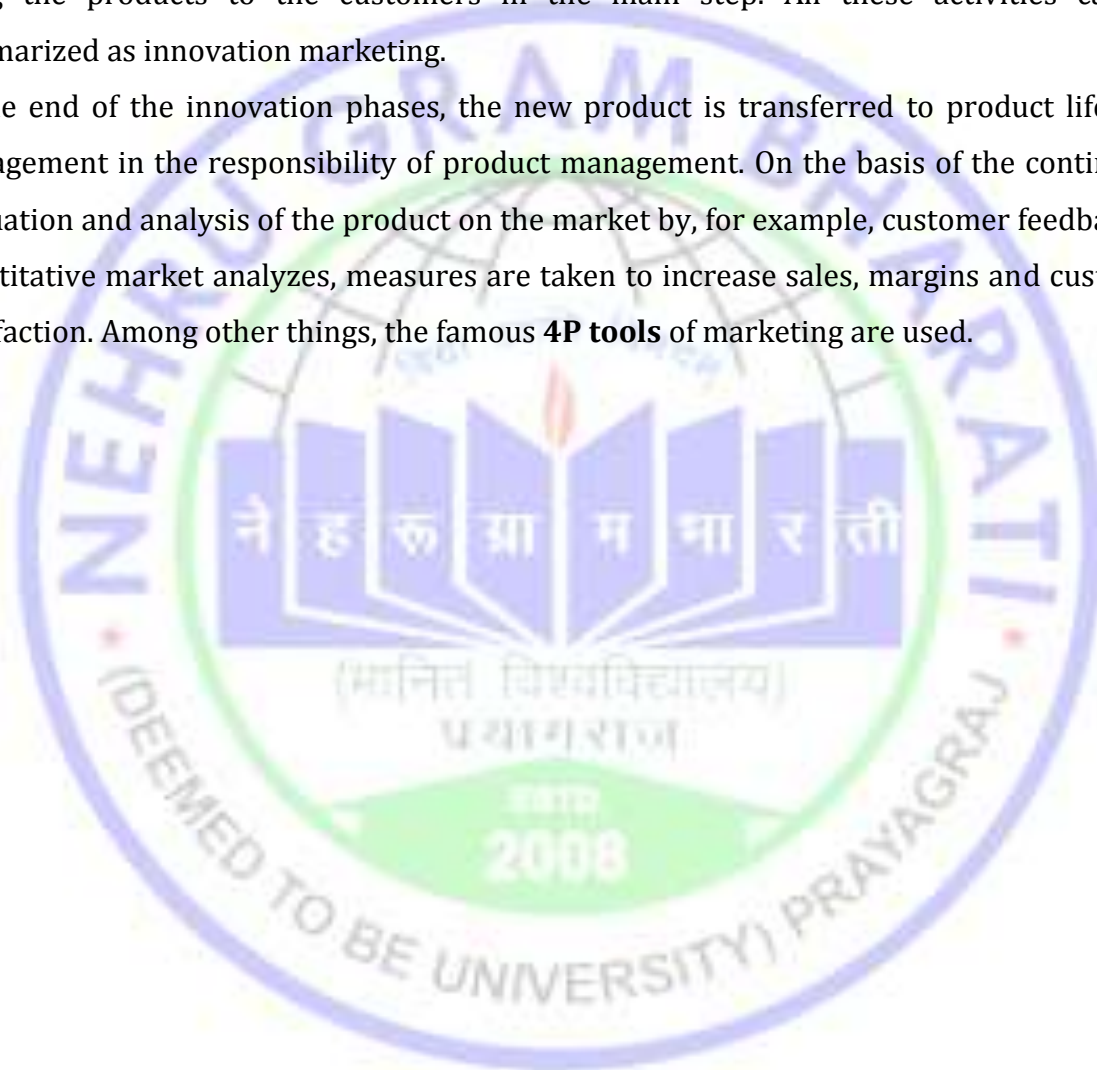 the products to the customers in the main step. All these activities
marized as innovation marketing.
e end of the innovation phases, the new product is transferred to product life
agement in the responsibility of product management. On the basis of the contin
uation and analysis of the product on the market by, for example, customer feedba
titative market analyzes, measures are taken to increase sales, margins and cust
faction. Among other things, the famous 4P tools of marketing are used.
NEHRU GRAM BHARATI
ने ह रू ग्रा म भा र ती
(मानित विश्वविद्यालय)
प्रयागराज
2008
(DEEMED TO BE UNIVERSITY) PRAYAGRAJ